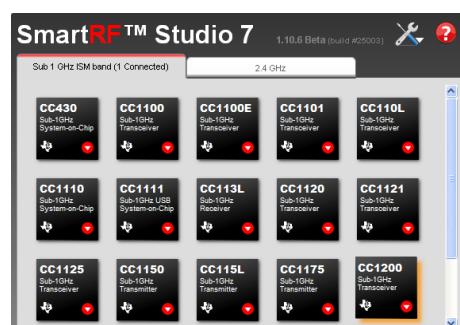 SmartRF™ Studio 7
1.10.6 Beta (build #25003)
Sub 1 GHz ISM band (1 Connected)
2.4 GHz
CC430
Sub-1GHz
System-on-Chip
CC1100
Sub-1GHz
Transceiver
CC1100E
Sub-1GHz
Transceiver
CC1101
Sub-1GHz
Transceiver
CC110L
Sub-1GHz
Transceiver
CC1110
Sub-1GHz
System-on-Chip
CC1111
Sub-1GHz USB
System-on-Chip
CC113L
Sub-1GHz
Receiver
CC1120
Sub-1GHz
Transceiver
CC1121
Sub-1GHz
Transceiver
CC1125
Sub-1GHz
Transceiver
CC1150
Sub-1GHz
Transmitter
CC115L
Sub-1GHz
Transmitter
CC1175
Sub-1GHz
Transmitter
CC1200
Sub-1GHz
Transceiver